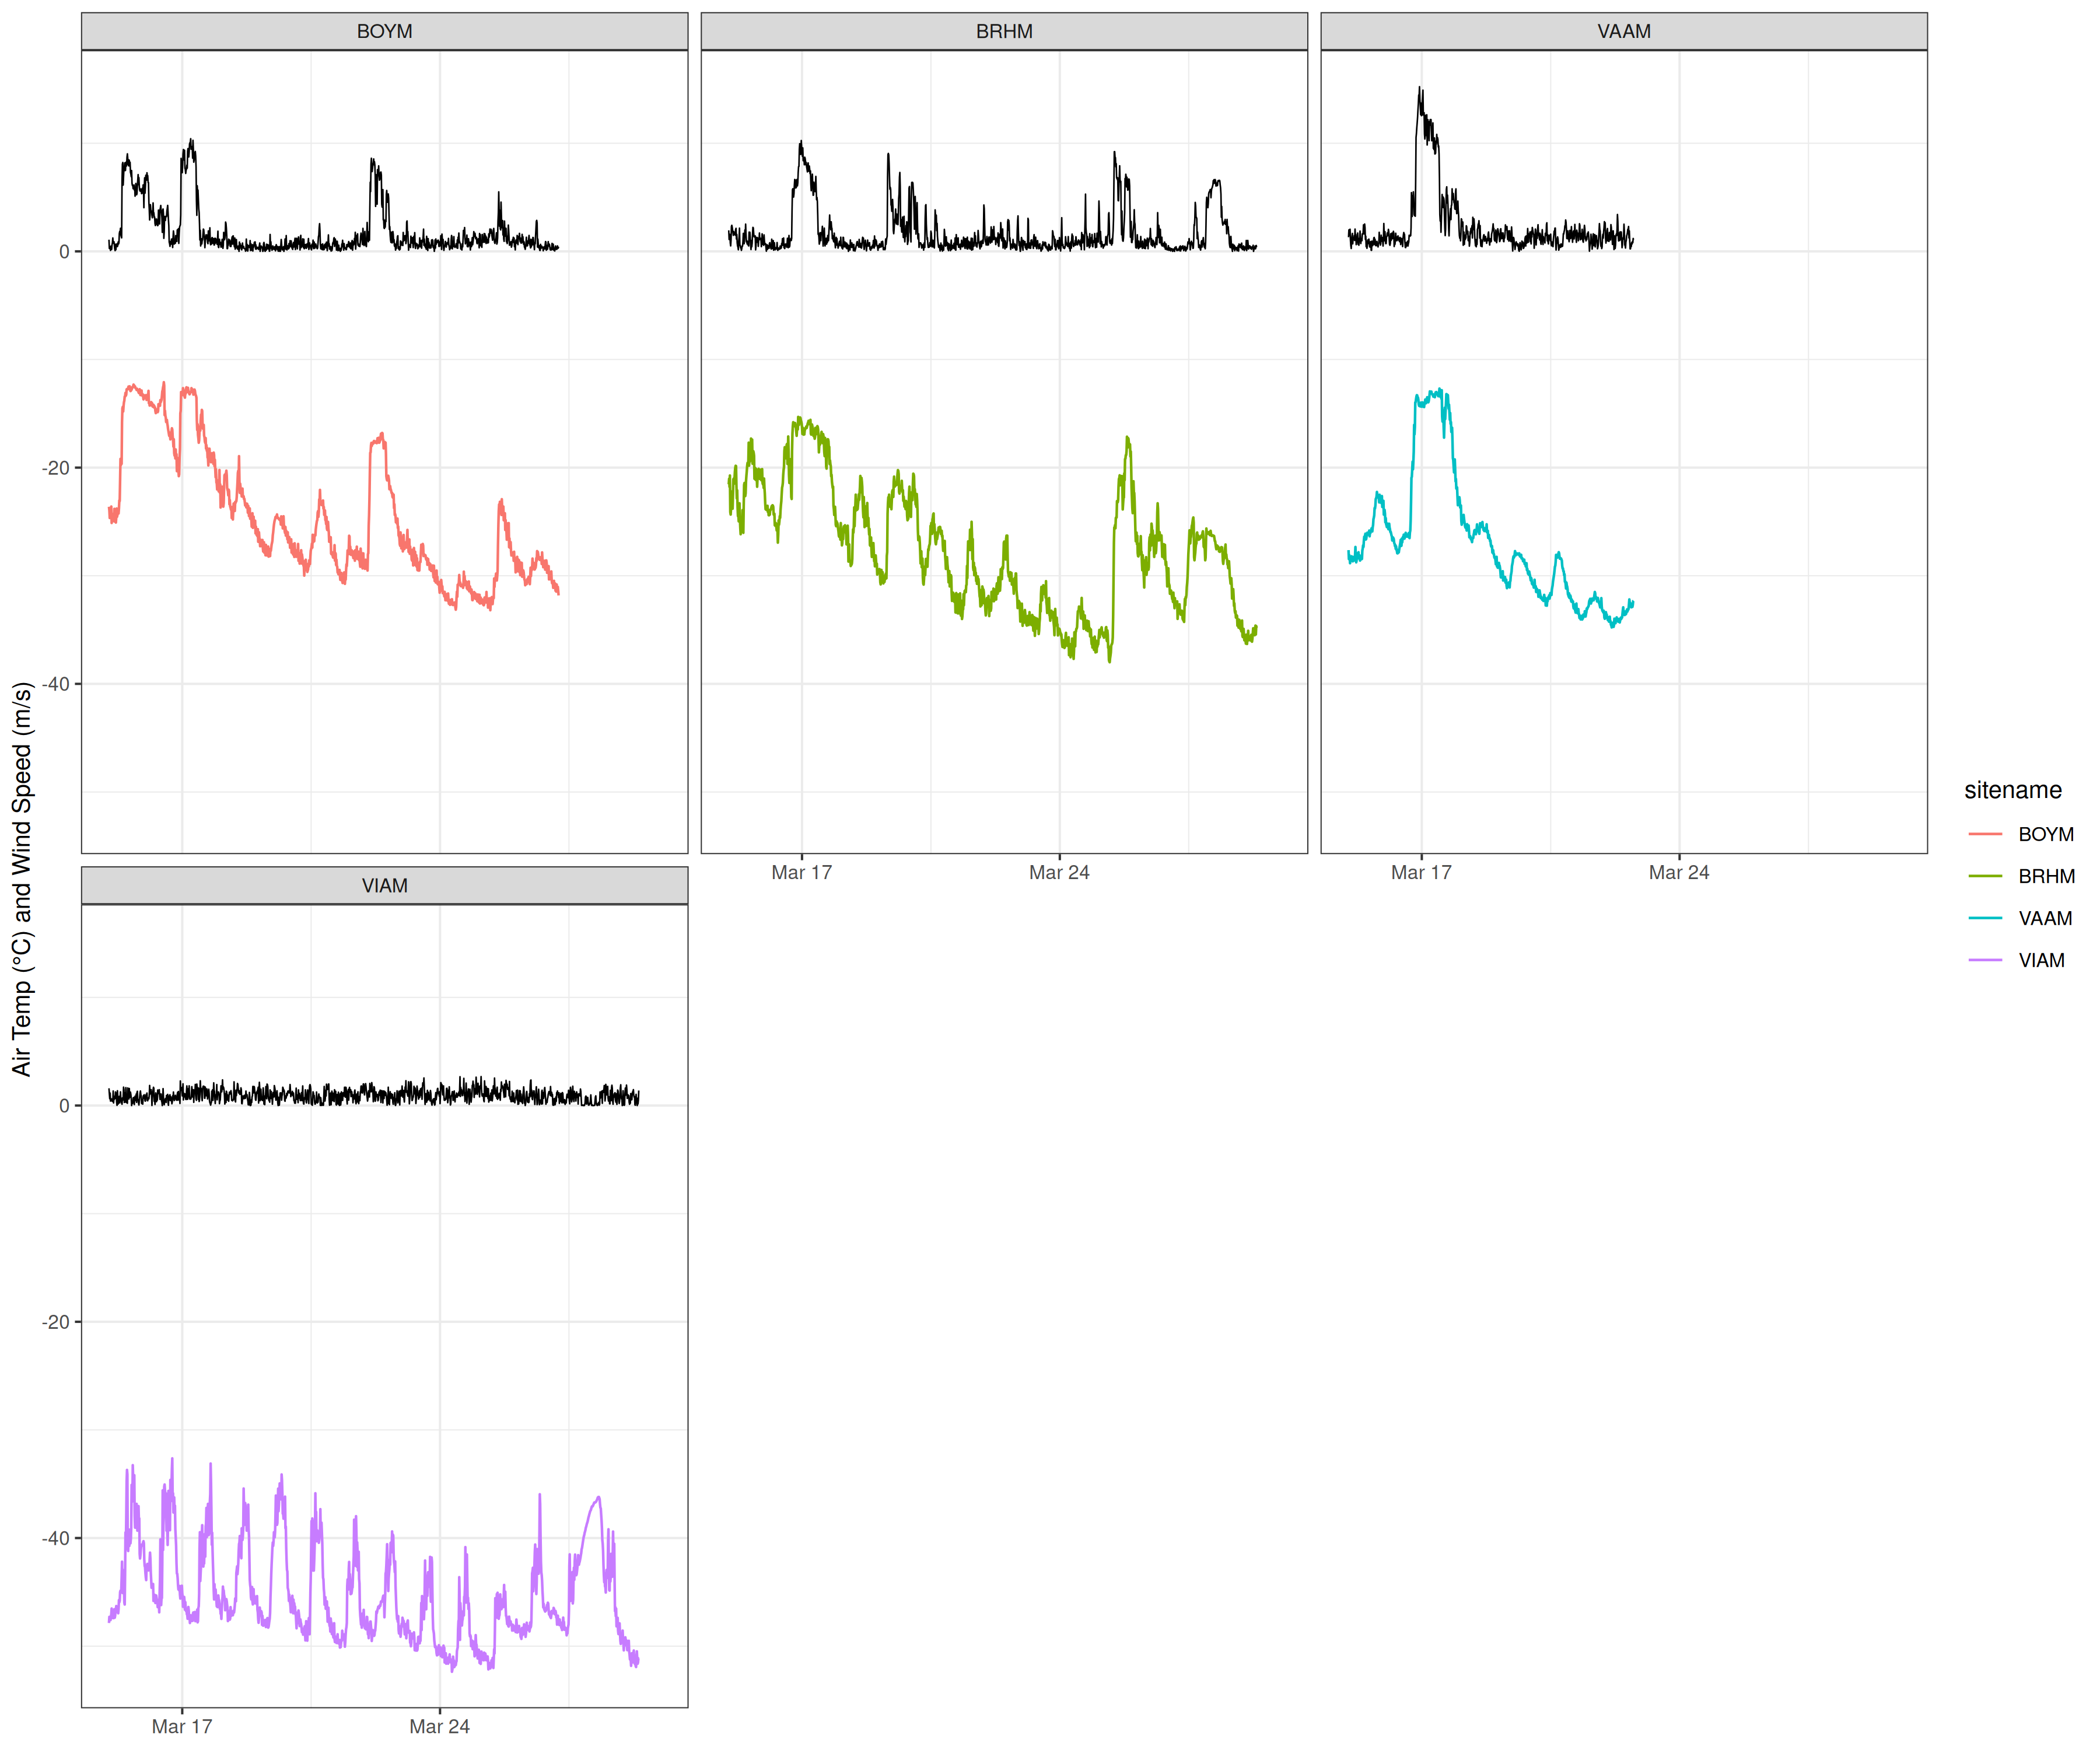 BOYM
BRHM
VAAM
0
-20
-40
Mar 17
Mar 24
Mar 17
Mar 24
VIAM
0
-20
-40
Mar 17
Mar 24
Air Temp (°C) and Wind Speed (m/s)
sitename
BOYM
BRHM
VAAM
VIAM